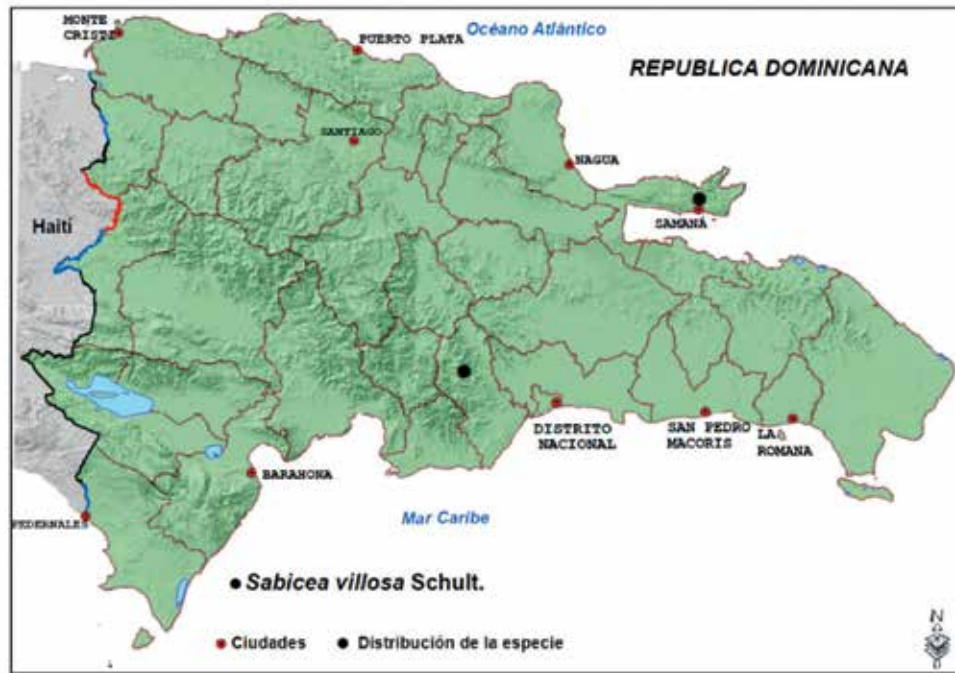 MONTE
CRISTI
PUERTO PLATA
Océano Atlántico
REPUBLICA DOMINICANA
SANTIAGO
NAGUA
Haití
SAMANÁ
DISTRITO
NACIONAL
SAN PEDRO
MACORIS
LA
ROMANA
BARAHONA
PEDERNALES
Mar Caribe
Sabicea villosa Schult.
Ciudades
Distribución de la especie
N